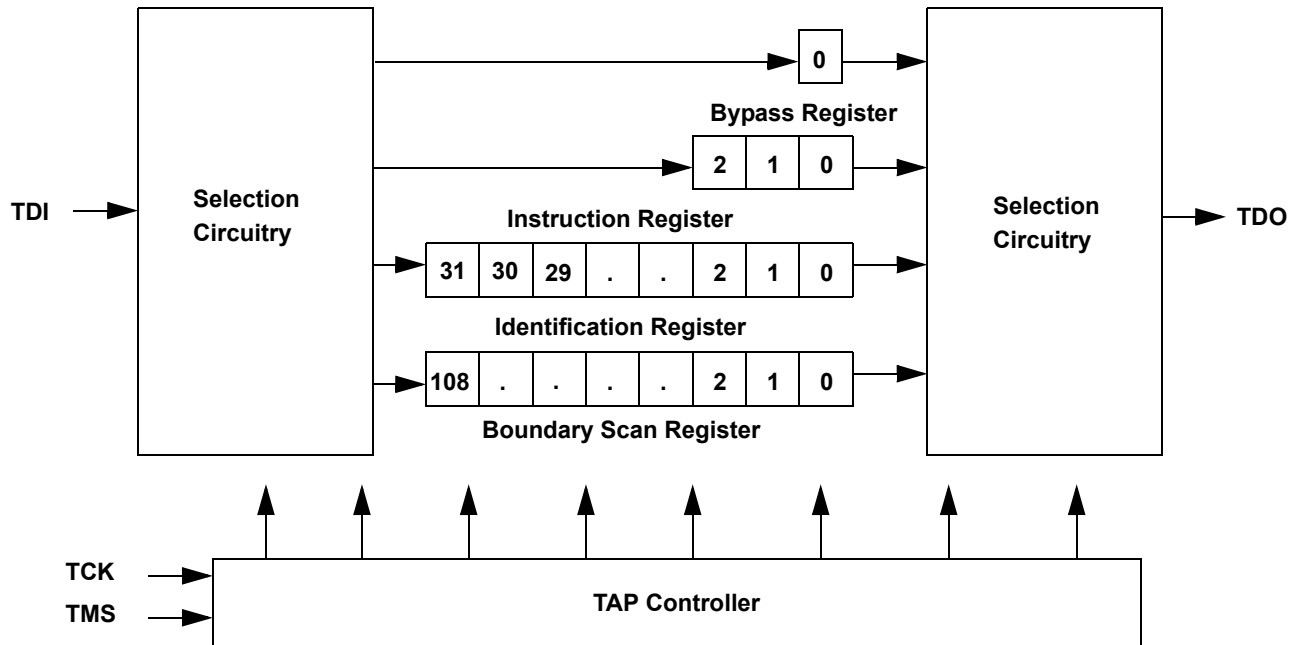 0
Bypass Register
2 1 0
Selection
Circuitry
Selection
Circuitry
TDI
TDO
Instruction Register
31 30 29 . . 2 1 0
Identification Register
108 . . . . 2 1 0
Boundary Scan Register
TCK
TMS
TAP Controller